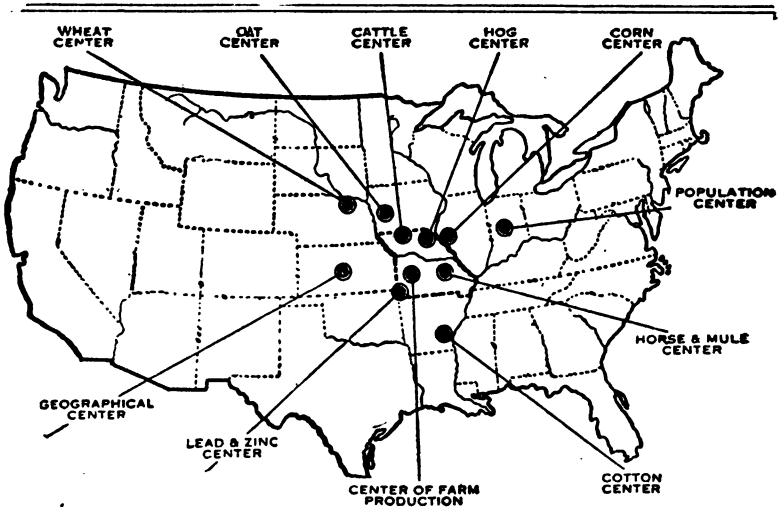 WHEAT
CENTER
OAT
CENTER
CATTLE
CENTER
HOG
CENTER
CORN
CENTER
POPULATION
CENTER
HORSE & MULE
CENTER
GEOGRAPHICAL
CENTER
LEAD & ZINC
CENTER
CENTER OF FARM
PRODUCTION
COTTON
CENTER